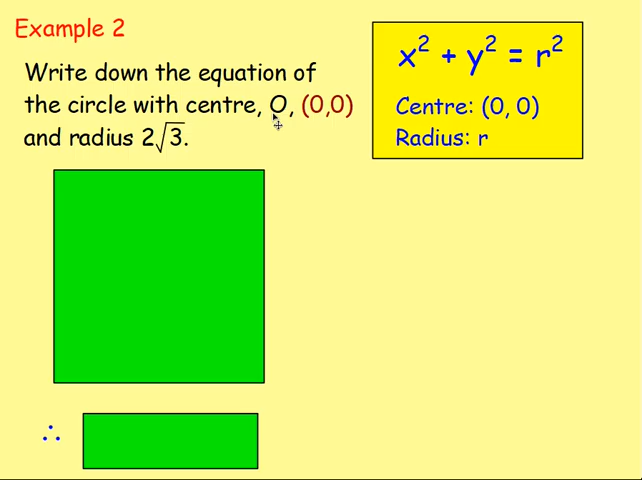 Example 2
Write down the equation of
the circle with centre, O, (0,0)
and radius 2√3.
x² + y² = r²
Centre: (0, 0)
Radius: r
∴